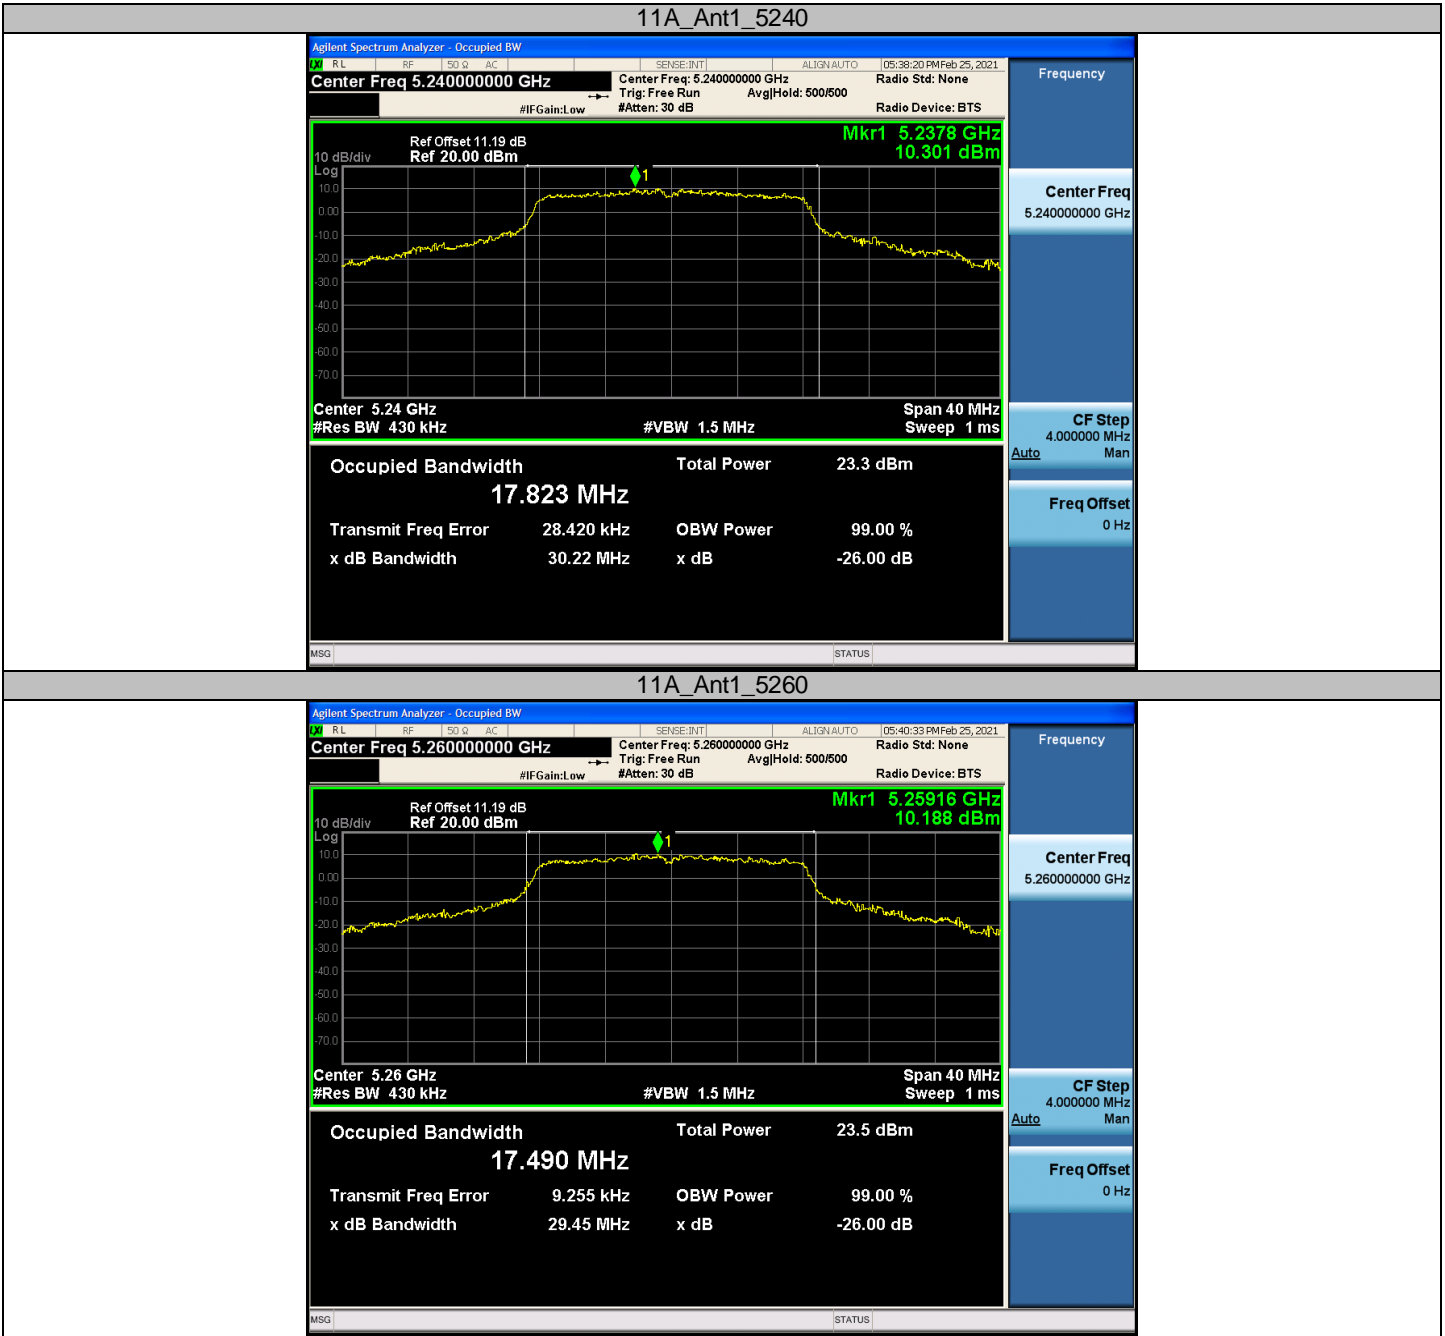 11A_Ant1_5240
Agilent Spectrum Analyzer - Occupied BW
LXI RL RF 50 Ω AC SENSE:INT ALIGNAUTO 05:38:20 PMFeb 25, 2021
Center Freq 5.240000000 GHz
Center Freq: 5.240000000 GHz Radio Std: None
Trig: Free Run Avg|Hold: 500/500
#IFGain:Low #Atten: 30 dB Radio Device: BTS
Frequency
Mkr1 5.2378 GHz
10.301 dBm
Ref Offset 11.19 dB
10 dB/div Ref 20.00 dBm
Log
10.0
0.00
-10.0
-20.0
-30.0
-40.0
-50.0
-60.0
-70.0
1
Center 5.24 GHz Span 40 MHz
#Res BW 430 kHz #VBW 1.5 MHz Sweep 1 ms
Center Freq
5.240000000 GHz
CF Step
4.000000 MHz
Auto Man
Freq Offset
0 Hz
Occupied Bandwidth Total Power 23.3 dBm
17.823 MHz
Transmit Freq Error 28.420 kHz OBW Power 99.00 %
x dB Bandwidth 30.22 MHz x dB -26.00 dB
MSG STATUS
11A_Ant1_5260
Agilent Spectrum Analyzer - Occupied BW
LXI RL RF 50 Ω AC SENSE:INT ALIGNAUTO 05:40:33 PMFeb 25, 2021
Center Freq 5.260000000 GHz
Center Freq: 5.260000000 GHz Radio Std: None
Trig: Free Run Avg|Hold: 500/500
#IFGain:Low #Atten: 30 dB Radio Device: BTS
Frequency
Mkr1 5.25916 GHz
10.188 dBm
Ref Offset 11.19 dB
10 dB/div Ref 20.00 dBm
Log
10.0
0.00
-10.0
-20.0
-30.0
-40.0
-50.0
-60.0
-70.0
1
Center 5.26 GHz Span 40 MHz
#Res BW 430 kHz #VBW 1.5 MHz Sweep 1 ms
Center Freq
5.260000000 GHz
CF Step
4.000000 MHz
Auto Man
Freq Offset
0 Hz
Occupied Bandwidth Total Power 23.5 dBm
17.490 MHz
Transmit Freq Error 9.255 kHz OBW Power 99.00 %
x dB Bandwidth 29.45 MHz x dB -26.00 dB
MSG STATUS